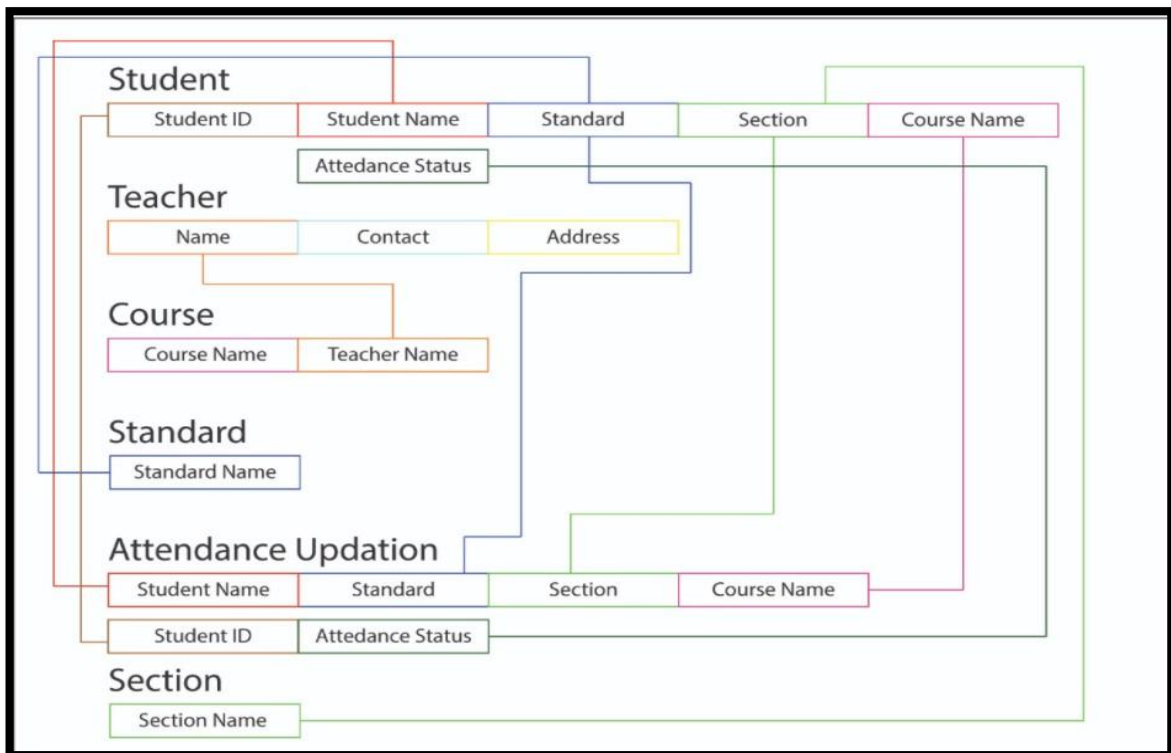 Student
Student ID Student Name Standard Section Course Name
Attedance Status
Teacher
Name Contact Address
Course
Course Name Teacher Name
Standard
Standard Name
Attendance Updation
Student Name Standard Section Course Name
Student ID Attedance Status
Section
Section Name